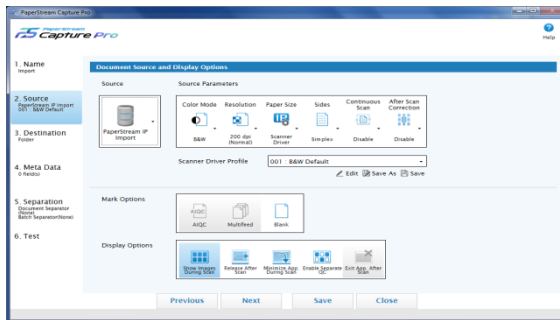 PaperStream Capture Pro
PaperStream
Capture Pro
Help
1. Name
Import
2. Source
PaperStream IP Import
001 : B&W Default
3. Destination
Folder
4. Meta Data
0 field(s)
5. Separation
Document Separator
(None)
Batch Separator(None)
6. Test
Document Source and Display Options
Source
Source Parameters
PaperStream IP
Import
Color Mode Resolution Paper Size Sides Continuous Scan After Scan Correction
B&W 200 dpi (Normal) Scanner Driver Simplex Disable Disable
Scanner Driver Profile 001 : B&W Default
Edit Save As Save
Mark Options
AIQC
AIQC Multifeed Blank
Display Options
Show Images During Scan Release After Scan Minimize App. During Scan Enable Separate QC Exit App. After Scan
Previous Next Save Close